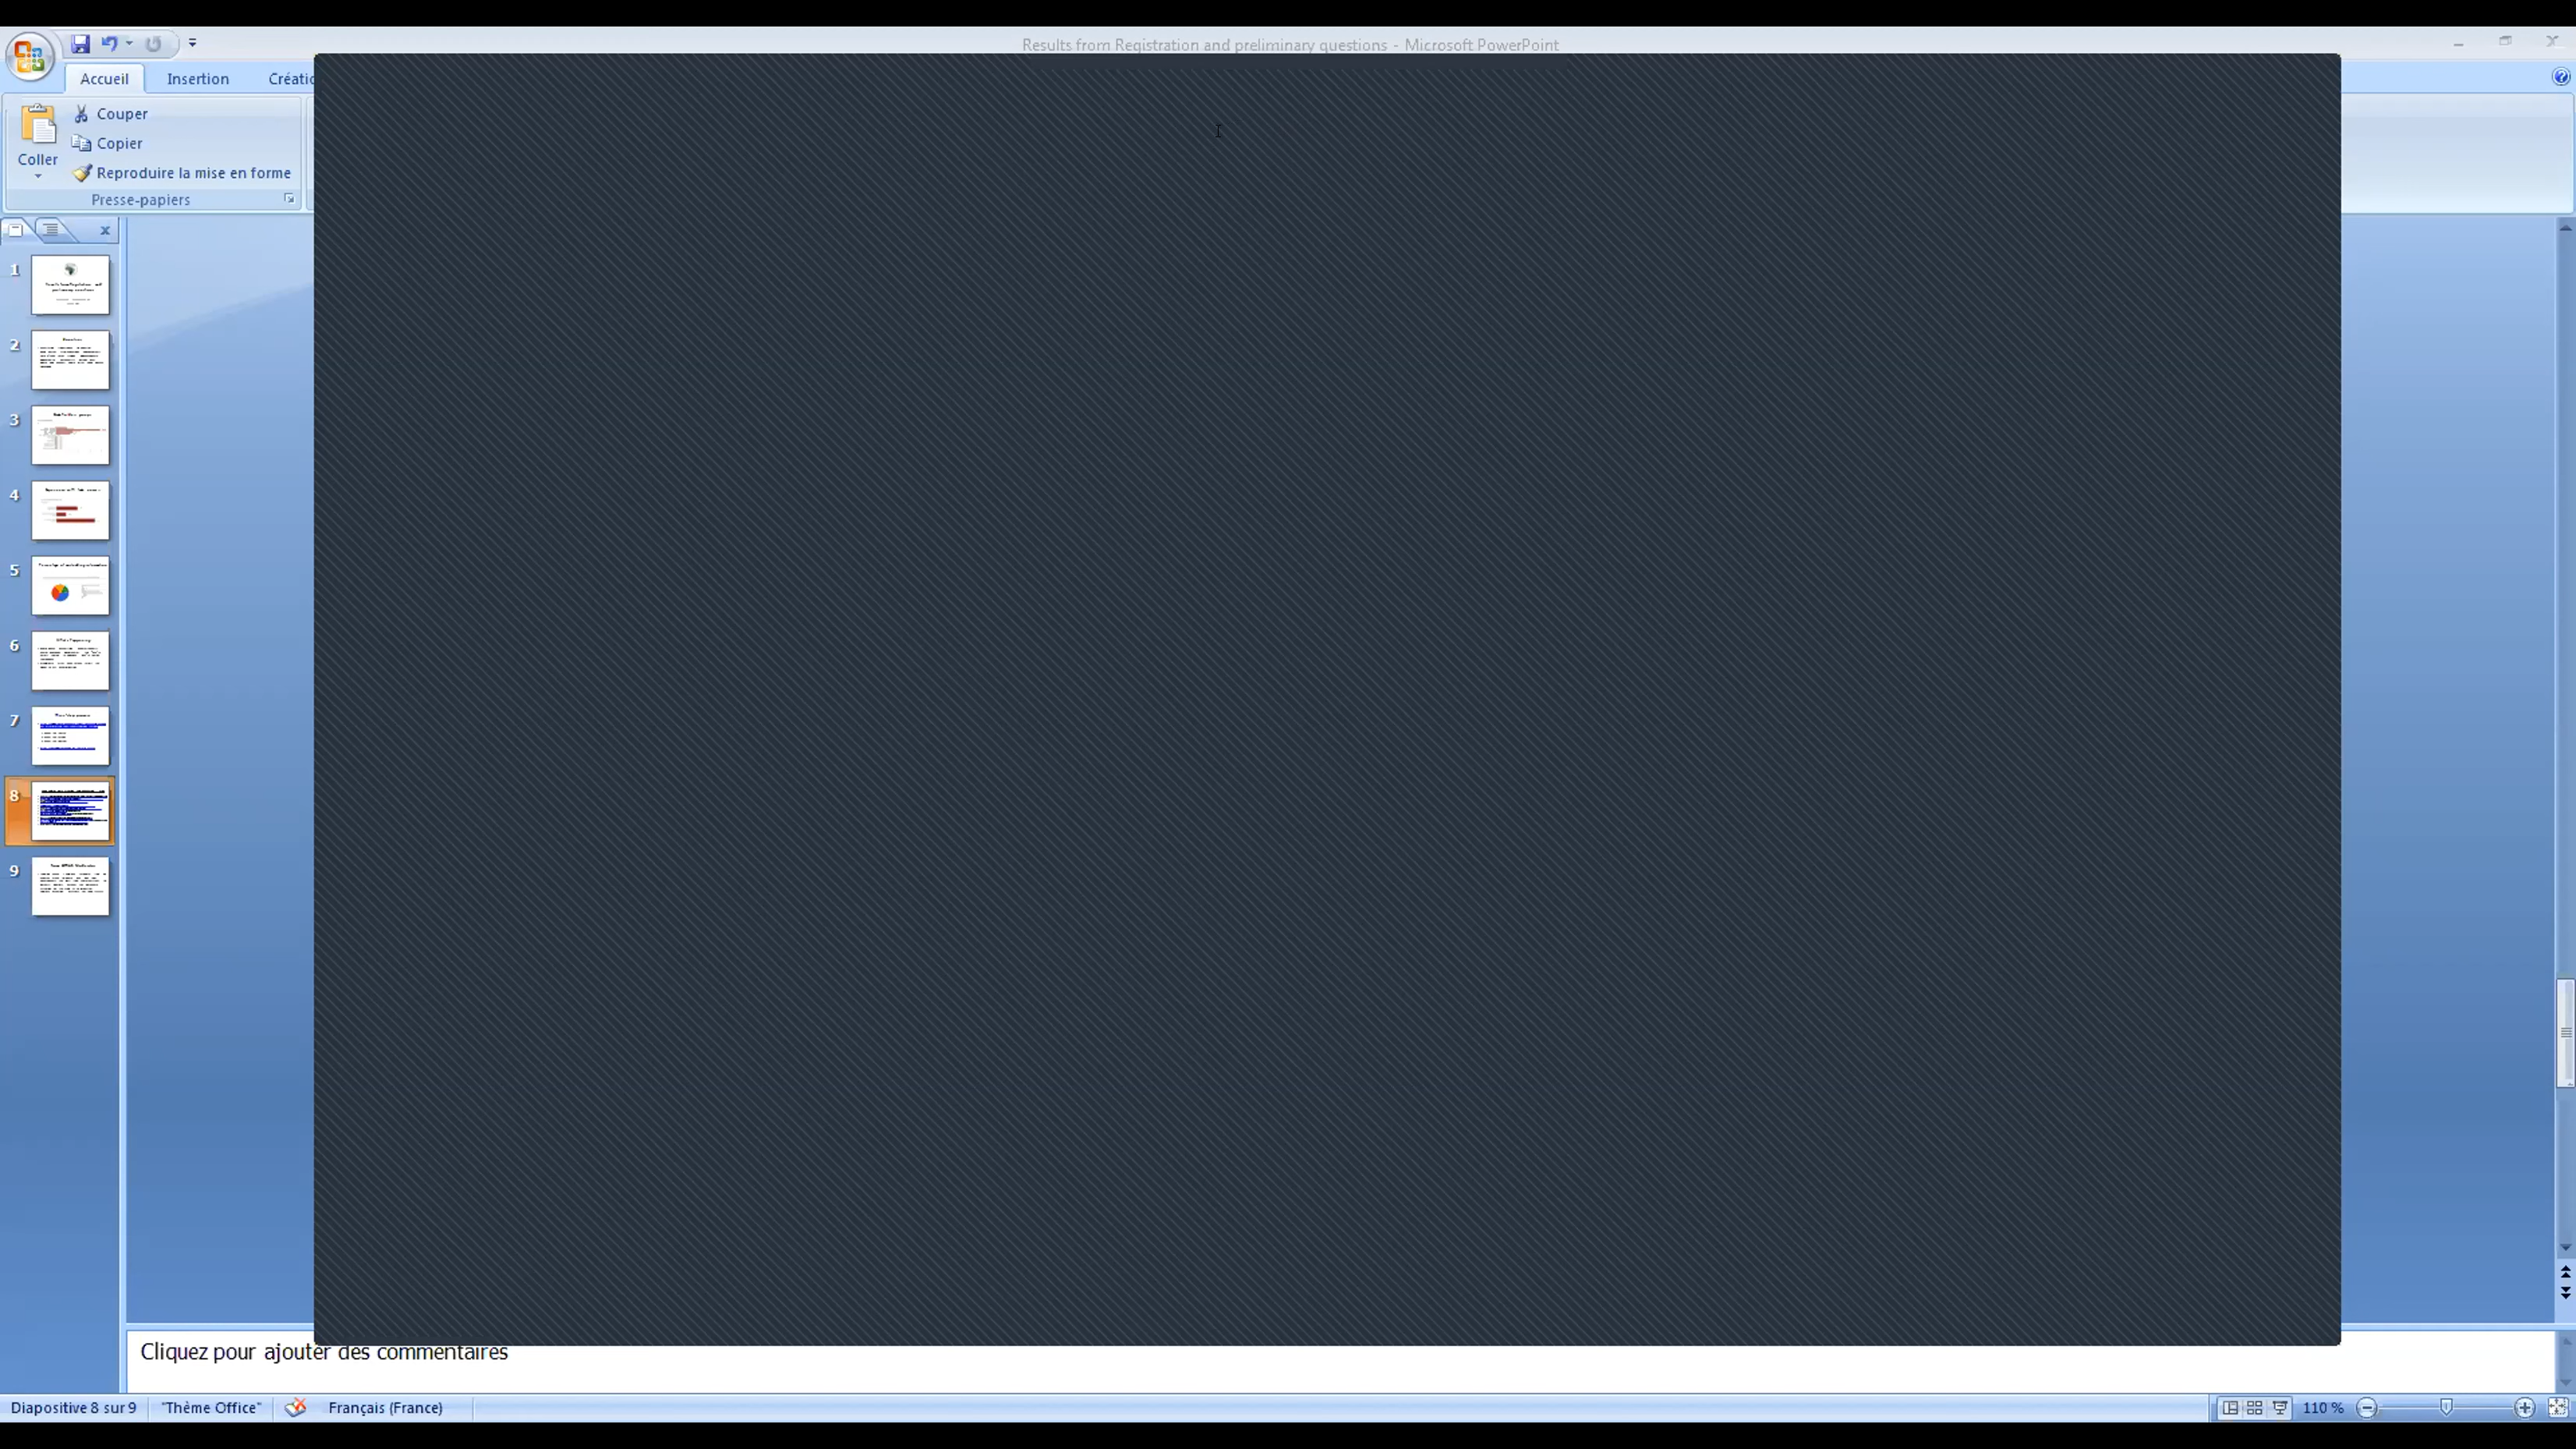 Results from Registration and preliminary questions - Microsoft PowerPoint
Accueil Insertion Créatio
Coller
Couper
Copier
Reproduire la mise en forme
Presse-papiers
1
2
3
4
5
6
7
8
9
Cliquez pour ajouter des commentaires
Diapositive 8 sur 9 "Thème Office" Français (France) 110 %